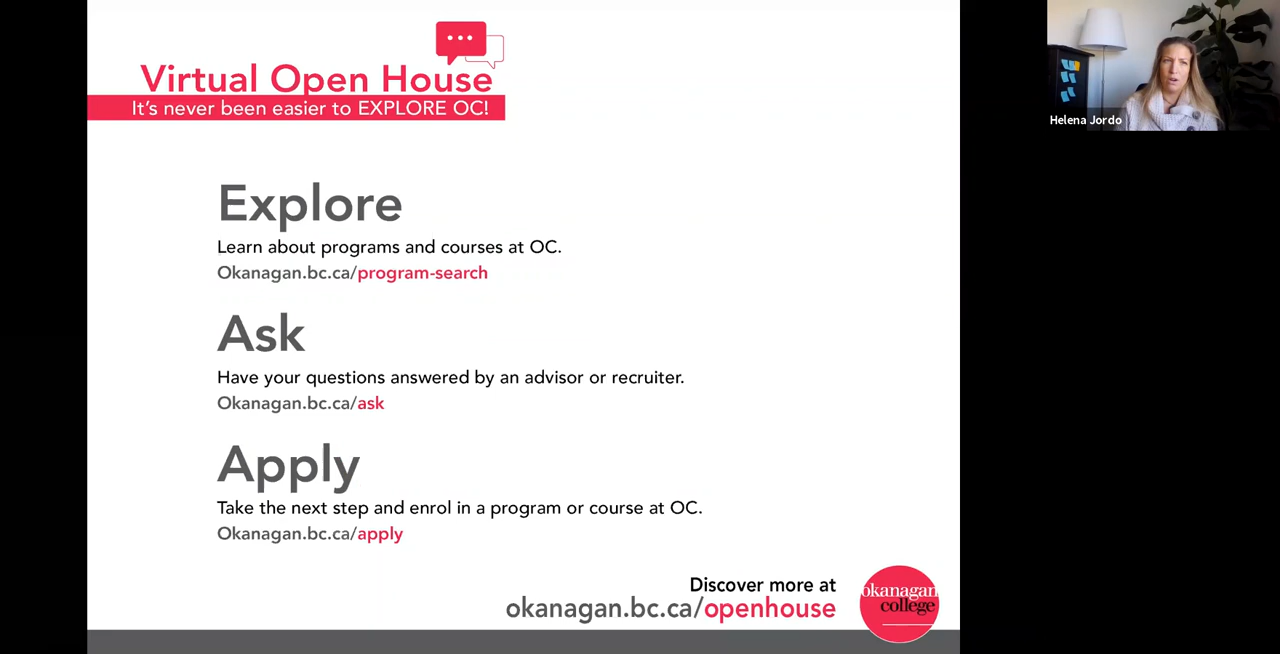 Virtual Open House
It's never been easier to EXPLORE OC!
Helena Jordo
Explore
Learn about programs and courses at OC.
Okanagan.bc.ca/program-search
Ask
Have your questions answered by an advisor or recruiter.
Okanagan.bc.ca/ask
Apply
Take the next step and enrol in a program or course at OC.
Okanagan.bc.ca/apply
Discover more at
okanagan.bc.ca/openhouse
okanagan
college